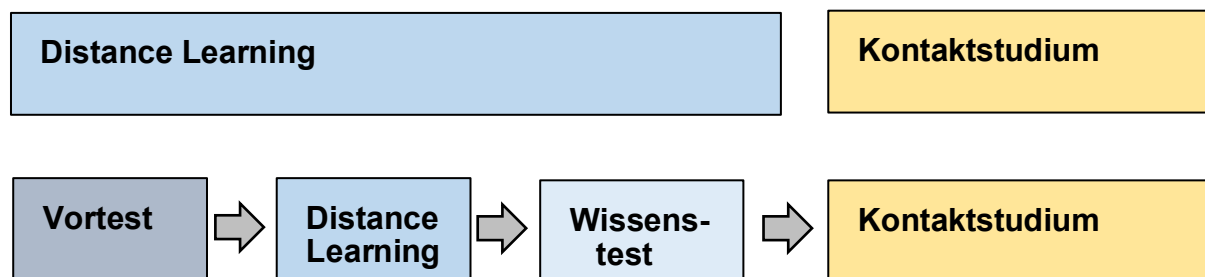 Distance Learning
Kontaktstudium
Vortest
Distance
Learning
Wissens-
test
Kontaktstudium